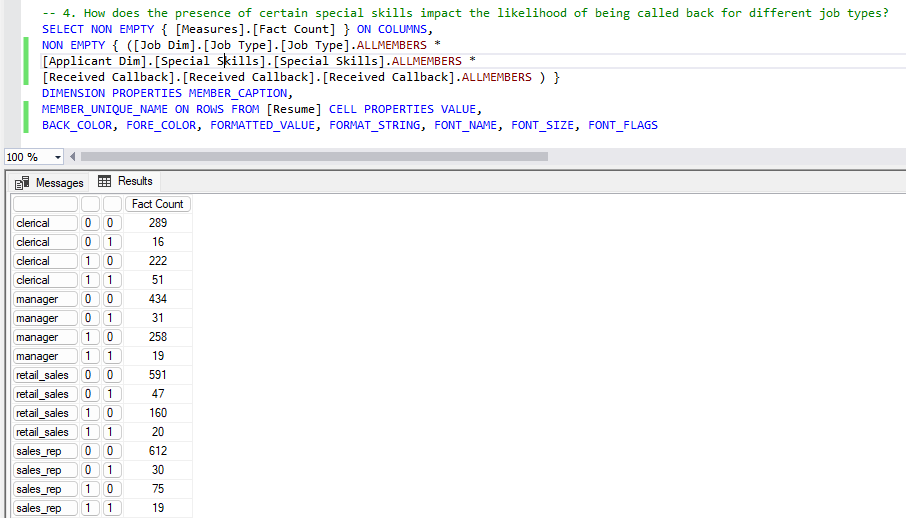 -- 4. How does the presence of certain special skills impact the likelihood of being called back for different job types?
SELECT NON EMPTY { [Measures].[Fact Count] } ON COLUMNS,
NON EMPTY { ([Job Dim].[Job Type].[Job Type].ALLMEMBERS *
[Applicant Dim].[Special Skills].[Special Skills].ALLMEMBERS *
[Received Callback].[Received Callback].[Received Callback].ALLMEMBERS ) }
DIMENSION PROPERTIES MEMBER_CAPTION,
MEMBER_UNIQUE_NAME ON ROWS FROM [Resume] CELL PROPERTIES VALUE,
BACK_COLOR, FORE_COLOR, FORMATTED_VALUE, FORMAT_STRING, FONT_NAME, FONT_SIZE, FONT_FLAGS
100 %
Messages Results
Fact Count
clerical 0 0 289
clerical 0 1 16
clerical 1 0 222
clerical 1 1 51
manager 0 0 434
manager 0 1 31
manager 1 0 258
manager 1 1 19
retail_sales 0 0 591
retail_sales 0 1 47
retail_sales 1 0 160
retail_sales 1 1 20
sales_rep 0 0 612
sales_rep 0 1 30
sales_rep 1 0 75
sales_rep 1 1 19